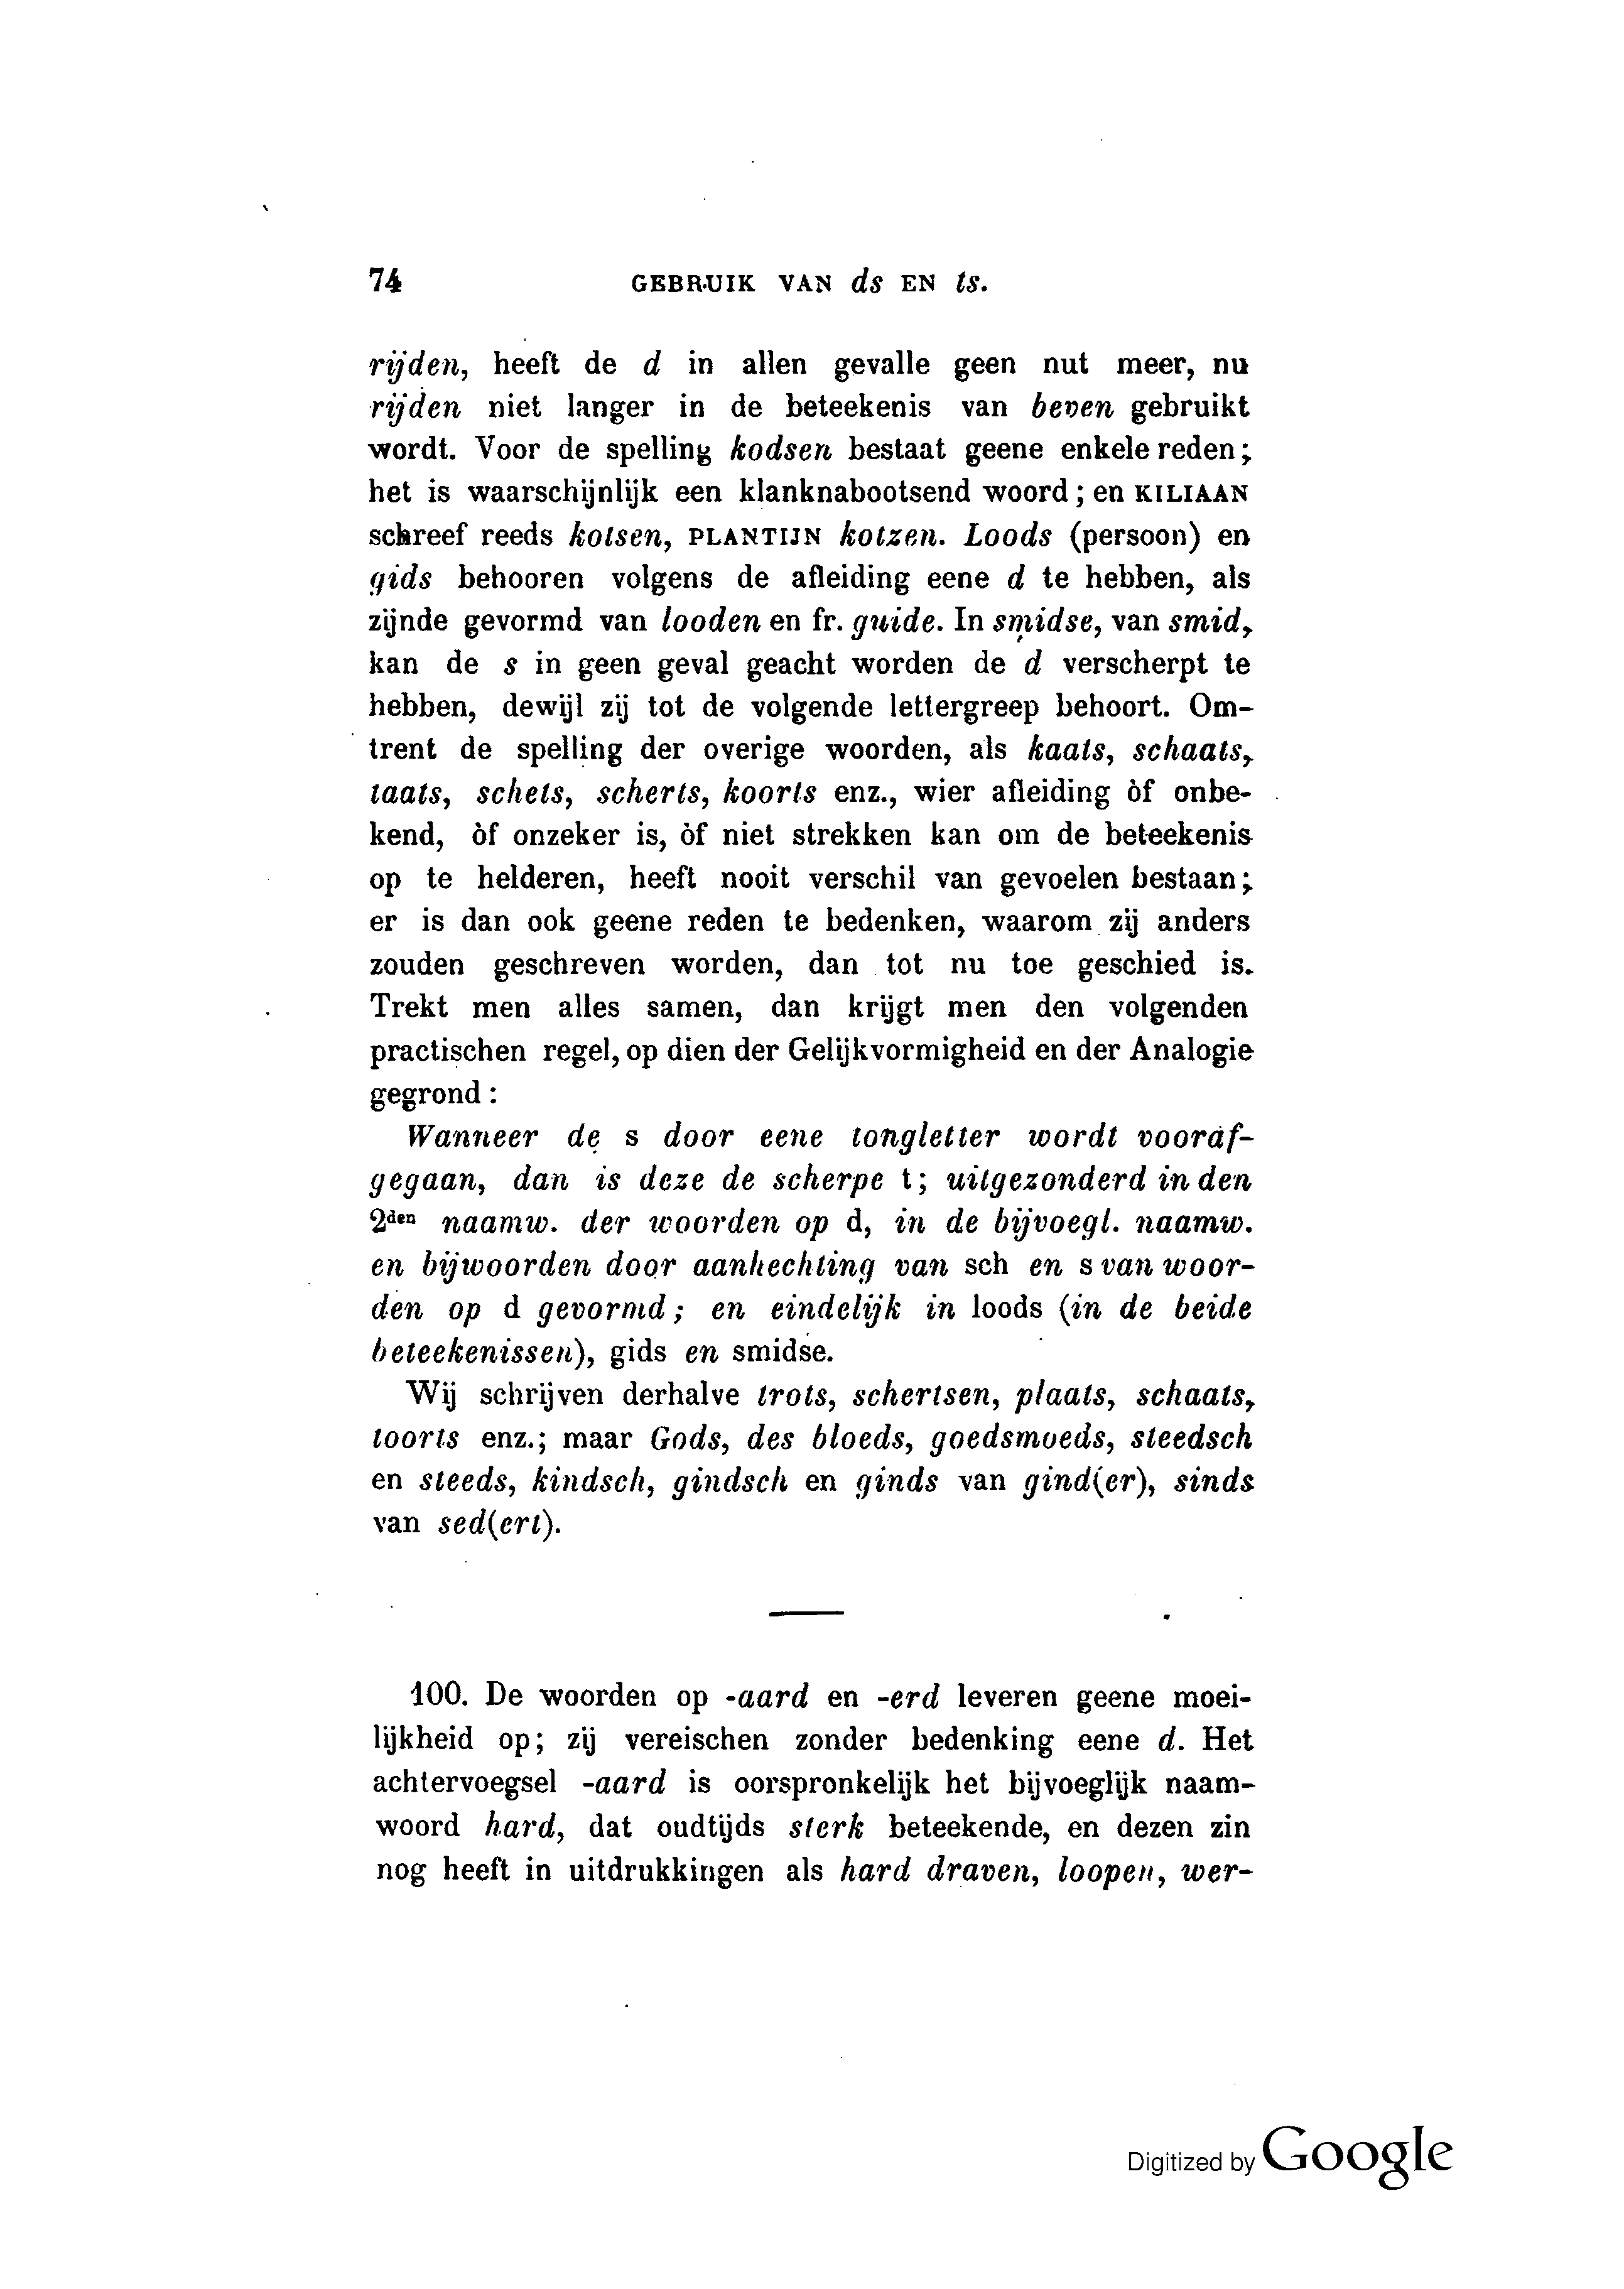 74 GEBRUIK VAN ds EN ts.
rijden, heeft de d in allen gevalle geen nut meer, nu
rijden niet langer in de beteekenis van beven gebruikt
wordt. Voor de spelling kodsen bestaat geene enkele reden;
het is waarschijnlijk een klanknabootsend woord; en KILIAAN
schreef reeds kotsen, PLANTIJN kotzen. Loods (persoon) en
gids behooren volgens de afleiding eene d te hebben, als
zijnde gevormd van looden en fr. guide. In smidse, van smid,
kan de s in geen geval geacht worden de d verscherpt te
hebben, dewijl zij tot de volgende lettergreep behoort. Om-
trent de spelling der overige woorden, als kaats, schaats,
taats, schets, scherts, koorts enz., wier afleiding òf onbe-
kend, òf onzeker is, òf niet strekken kan om de beteekenis
op te helderen, heeft nooit verschil van gevoelen bestaan;
er is dan ook geene reden te bedenken, waarom zij anders
zouden geschreven worden, dan tot nu toe geschied is.
Trekt men alles samen, dan krijgt men den volgenden
practischen regel, op dien der Gelijkvormigheid en der Analogie
gegrond:
Wanneer de s door eene tongletter wordt vooraf-
gegaan, dan is deze de scherpe t; uitgezonderd in den
2den naamw. der woorden op d, in de bijvoegl. naamw.
en bijwoorden door aanhechting van sch en s van woor-
den op d gevormd; en eindelijk in loods (in de beide
beteekenissen), gids en smidse.
Wij schrijven derhalve trots, schertsen, plaats, schaats,
toorts enz.; maar Gods, des bloeds, goedsmoeds, steedsch
en steeds, kindsch, gindsch en ginds van gind(er), sinds
van sed(ert).
100. De woorden op -aard en -erd leveren geene moei-
lijkheid op; zij vereischen zonder bedenking eene d. Het
achtervoegsel -aard is oorspronkelijk het bijvoeglijk naam-
woord hard, dat oudtijds sterk beteekende, en dezen zin
nog heeft in uitdrukkingen als hard draven, loopen, wer-
Digitized by Google